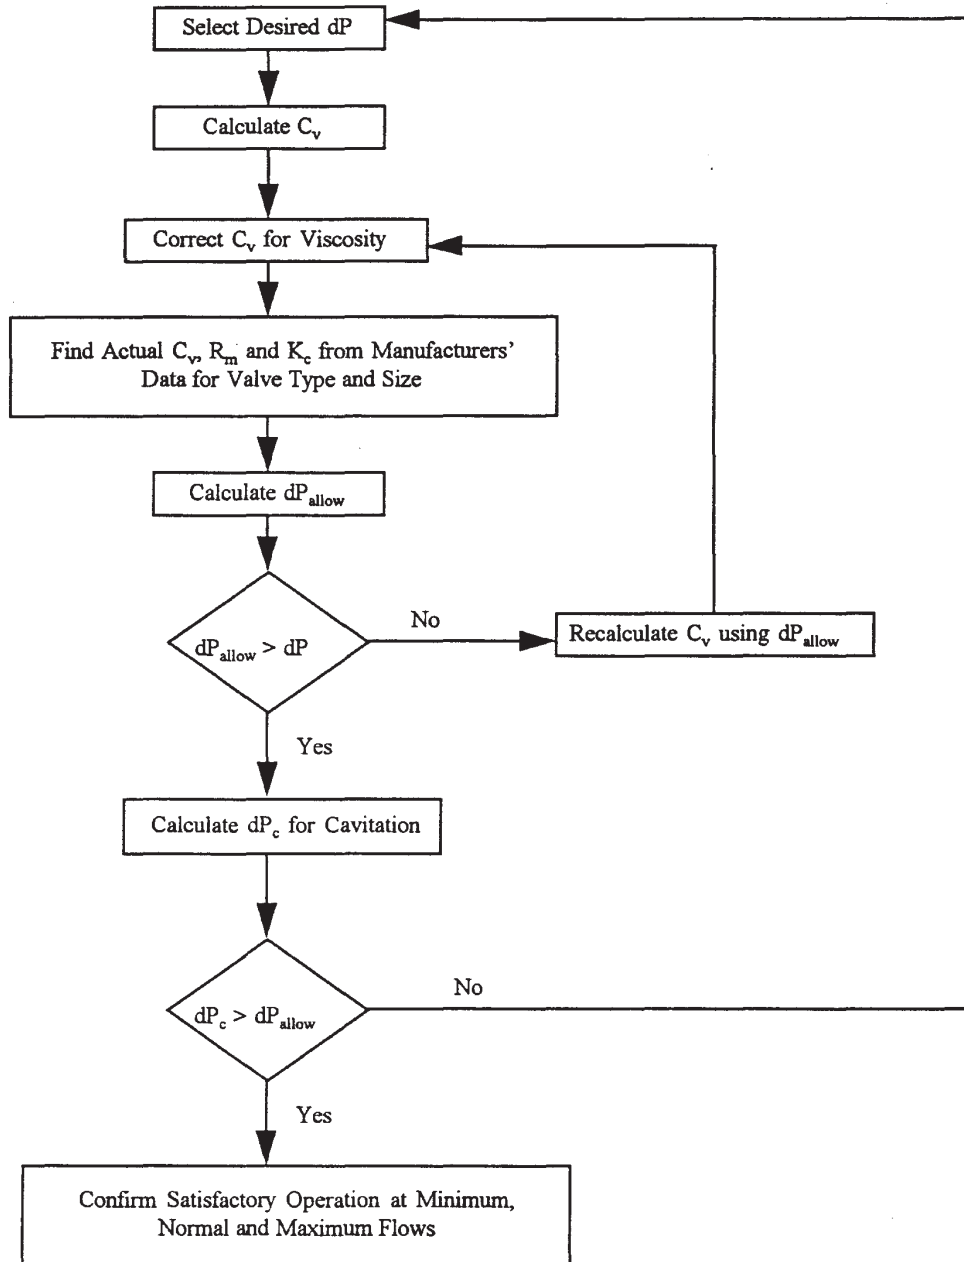 Select Desired dP
Calculate Cv
Correct Cv for Viscosity
Find Actual Cv, Rm and Kc from Manufacturers'
Data for Valve Type and Size
Calculate dPallow
dPallow > dP
No
Recalculate Cv using dPallow
Yes
Calculate dPc for Cavitation
dPc > dPallow
No
Yes
Confirm Satisfactory Operation at Minimum,
Normal and Maximum Flows